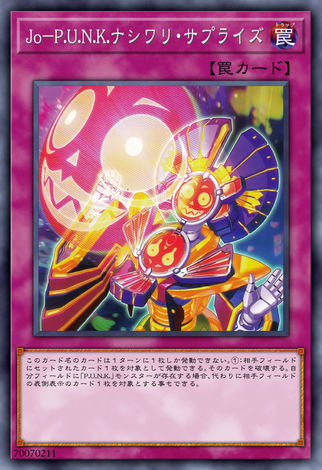 Jo－P.U.N.K.ナシワリ・サプライズ
トラップ
罠
【罠カード】
このカード名のカードは１ターンに１枚しか発動できない。①：相手フィールド
にセットされたカード１枚を対象として発動できる。そのカードを破壊する。自
分フィールドに「P.U.N.K.」モンスターが存在する場合、代わりに相手フィールド
の表側表示のカード１枚を対象とする事もできる。
70070211